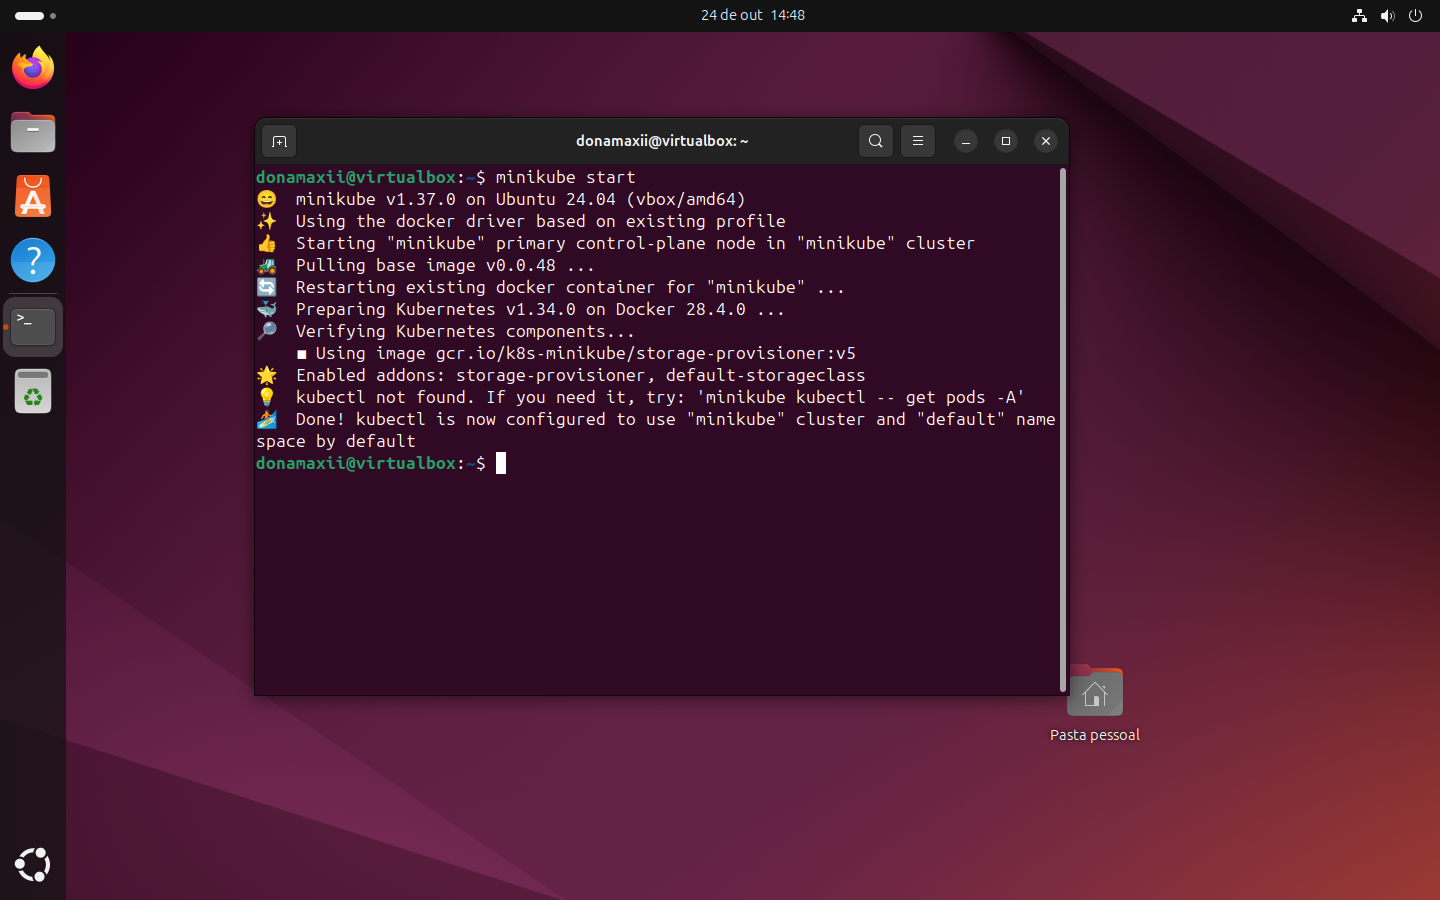 24 de out 14:48
donamaxii@virtualbox: ~
donamaxii@virtualbox:~$ minikube start
😄 minikube v1.37.0 on Ubuntu 24.04 (vbox/amd64)
✨ Using the docker driver based on existing profile
👍 Starting "minikube" primary control-plane node in "minikube" cluster
🚜 Pulling base image v0.0.48 ...
🔄 Restarting existing docker container for "minikube" ...
🐳 Preparing Kubernetes v1.34.0 on Docker 28.4.0 ...
🔎 Verifying Kubernetes components...
▪ Using image gcr.io/k8s-minikube/storage-provisioner:v5
🌟 Enabled addons: storage-provisioner, default-storageclass
💡 kubectl not found. If you need it, try: 'minikube kubectl -- get pods -A'
🏄 Done! kubectl is now configured to use "minikube" cluster and "default" name
space by default
donamaxii@virtualbox:~$
Pasta pessoal